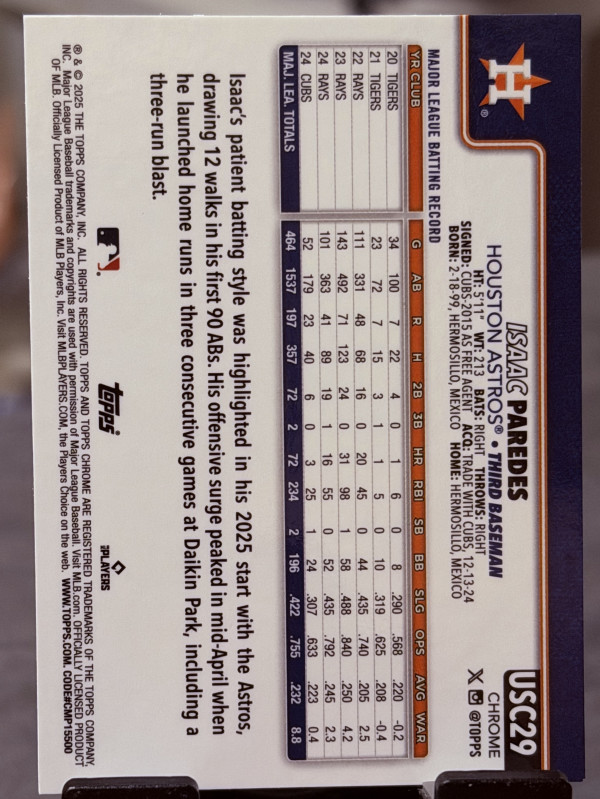 H
®
USC29
CHROME
X @TOPPS
ISAAC PAREDES
HOUSTON ASTROS® • THIRD BASEMAN
HT: 5'11" WT: 213 BATS: RIGHT THROWS: RIGHT
SIGNED: CUBS-2015 AS FREE AGENT ACQ: TRADE WITH CUBS, 12-13-24
BORN: 2-18-99, HERMOSILLO, MEXICO HOME: HERMOSILLO, MEXICO
MAJOR LEAGUE BATTING RECORD
YR CLUB G AB R H 2B 3B HR RBI SB BB SLG OPS AVG WAR
20 TIGERS 34 100 7 22 4 0 1 6 0 8 .290 .568 .220 -0.2
21 TIGERS 23 72 7 15 3 1 1 5 0 10 .319 .625 .208 -0.4
22 RAYS 111 331 48 68 16 0 20 45 0 44 .435 .740 .205 2.5
23 RAYS 143 492 71 123 24 0 31 98 1 58 .488 .840 .250 4.2
24 RAYS 101 363 41 89 19 1 16 55 0 52 .435 .792 .245 2.3
24 CUBS 52 179 23 40 6 0 3 25 1 24 .307 .633 .223 0.4
MAJ. LEA. TOTALS 464 1537 197 357 72 2 72 234 2 196 .422 .755 .232 8.8
Isaac's patient batting style was highlighted in his 2025 start with the Astros,
drawing 12 walks in his first 90 ABs. His offensive surge peaked in mid-April when
he launched home runs in three consecutive games at Daikin Park, including a
three-run blast.
topps
PLAYERS
® & © 2025 THE TOPPS COMPANY, INC. ALL RIGHTS RESERVED. TOPPS AND TOPPS CHROME ARE REGISTERED TRADEMARKS OF THE TOPPS COMPANY,
INC. Major League Baseball trademarks and copyrights are used with permission of Major League Baseball. Visit MLB.com. OFFICIALLY LICENSED PRODUCT
OF MLB. Officially Licensed Product of MLB Players, Inc. Visit MLBPLAYERS.COM, the Players Choice on the web. WWW.TOPPS.COM. CODE#CMP15500